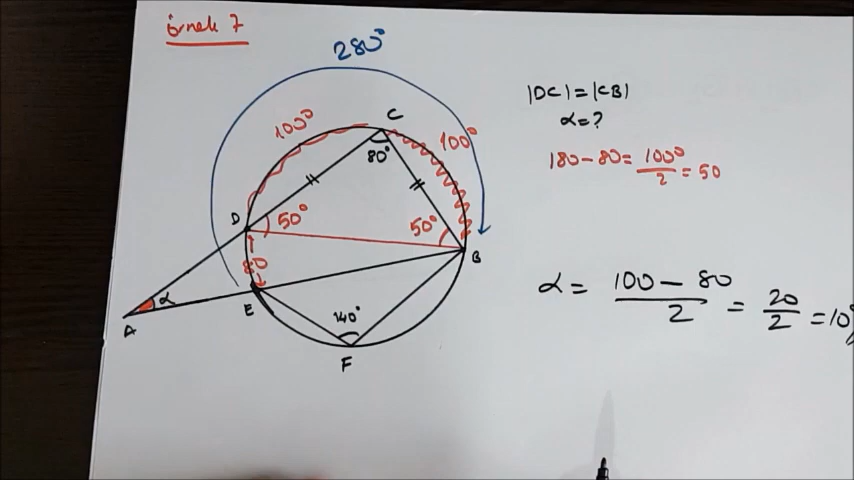 örnek 7
280°
|DC| = |CB|
α = ?
180 - 80 = 100° / 2 = 50
100°
C
100°
80°
D
50°
50°
B
80
α
A
E
140°
F
α = 100 - 80 / 2 = 20 / 2 = 10°